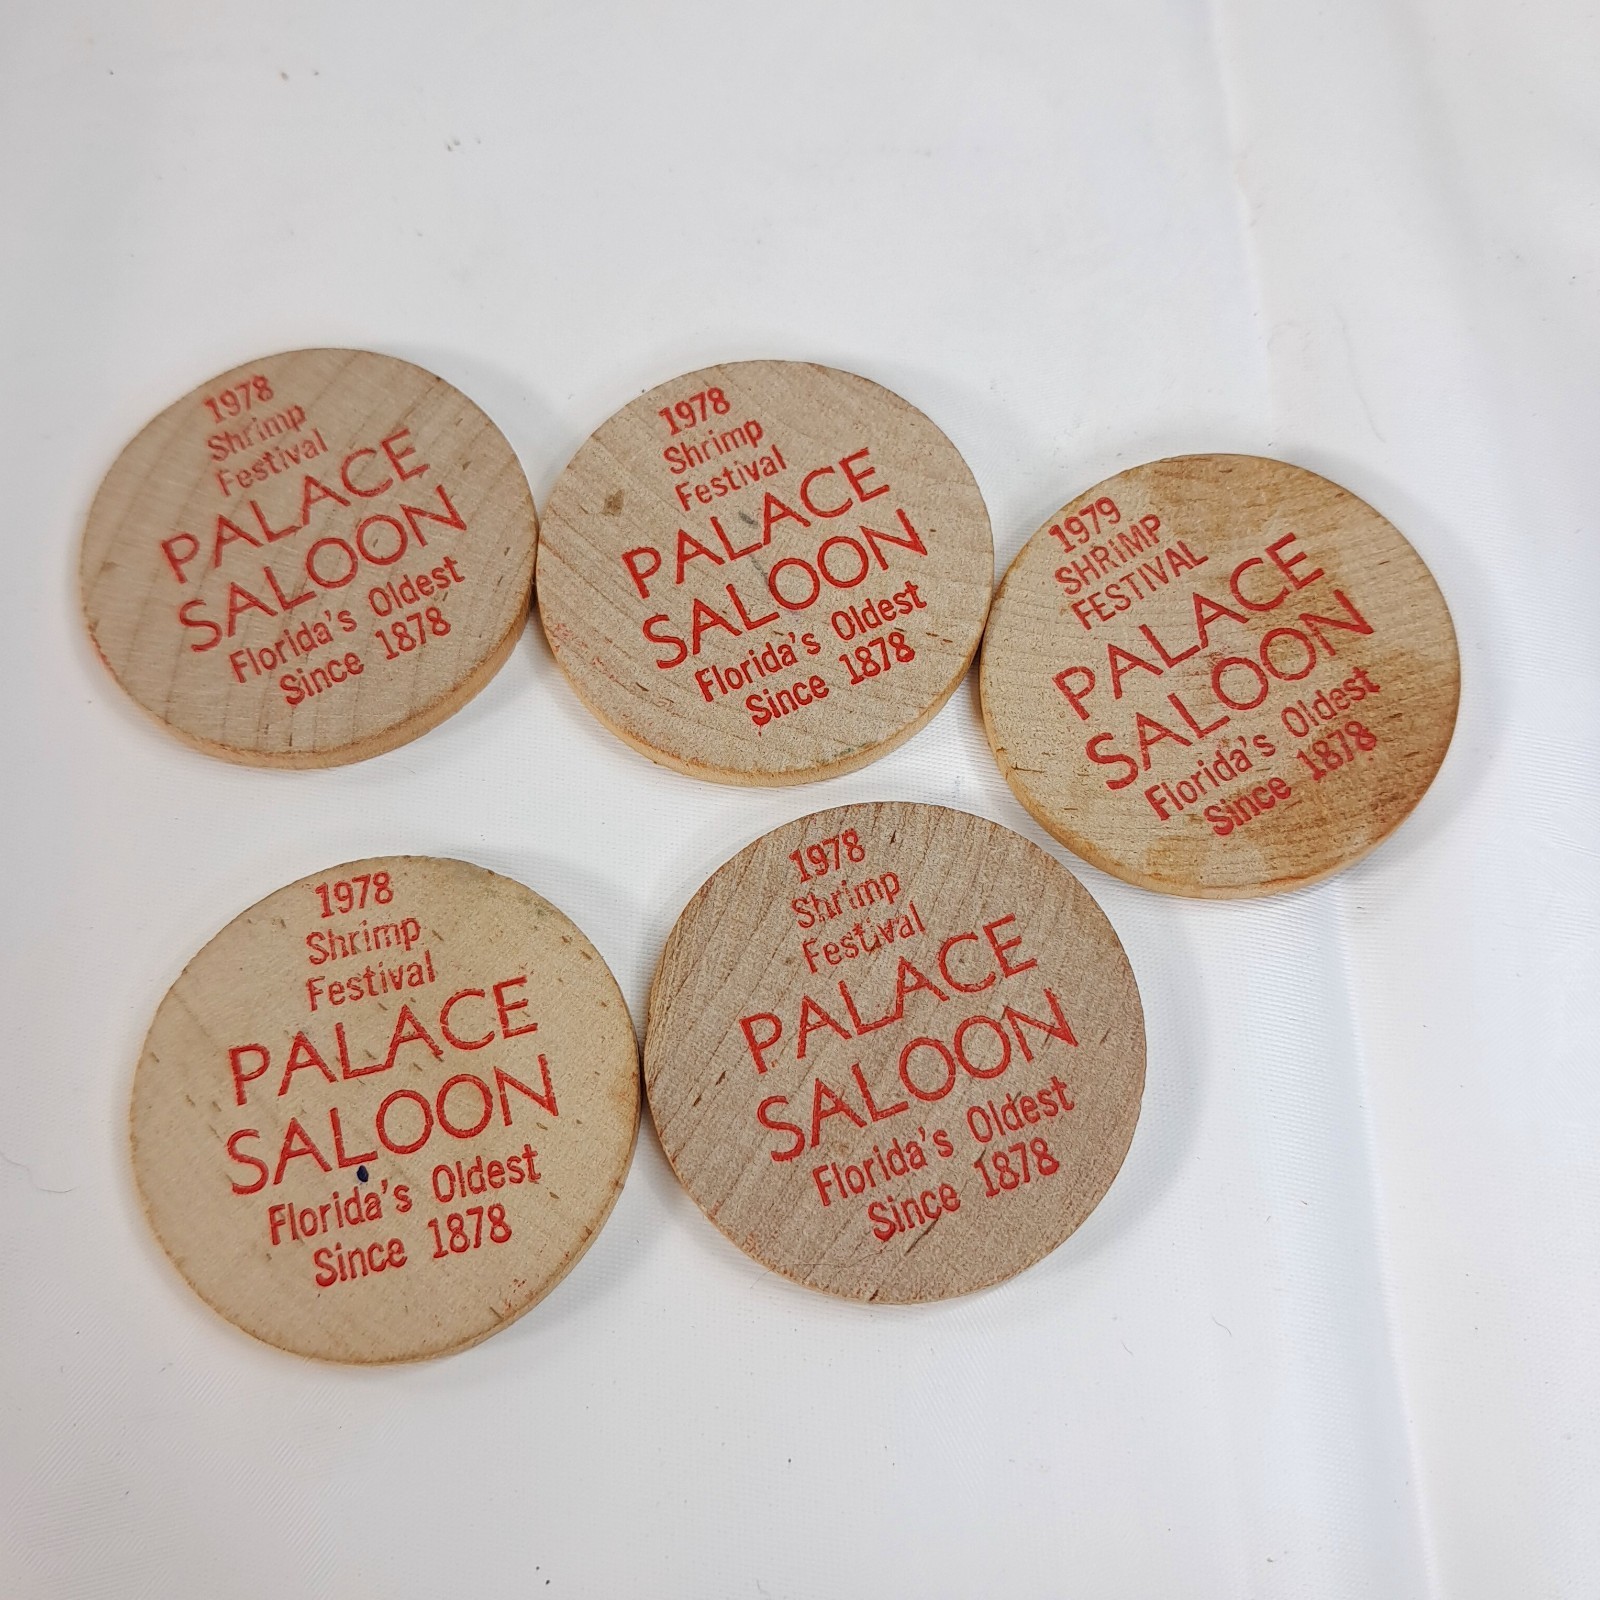 1978
Shrimp
Festival
PALACE
SALOON
Florida's Oldest
Since 1878
1978
Shrimp
Festival
PALACE
SALOON
Florida's Oldest
Since 1878
1979
SHRIMP
FESTIVAL
PALACE
SALOON
Florida's Oldest
Since 1878
1978
Shrimp
Festival
PALACE
SALOON
Florida's Oldest
Since 1878
1978
Shrimp
Festival
PALACE
SALOON
Florida's Oldest
Since 1878